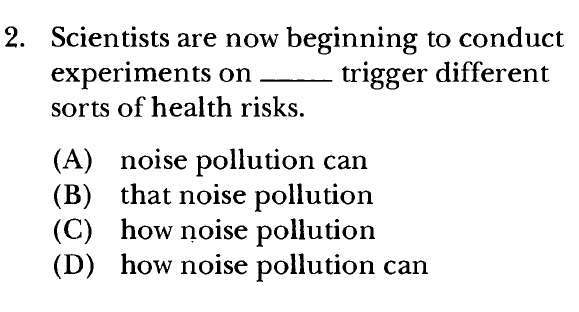 2. Scientists are now beginning to conduct
experiments on _____ trigger different
sorts of health risks.
(A) noise pollution can
(B) that noise pollution
(C) how noise pollution
(D) how noise pollution can